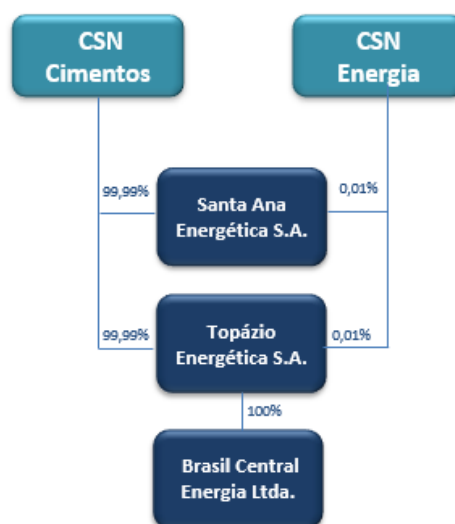 CSN
Cimentos
CSN
Energia
99,99%
Santa Ana
Energética S.A.
0,01%
99,99%
Topázio
Energética S.A.
0,01%
100%
Brasil Central
Energia Ltda.